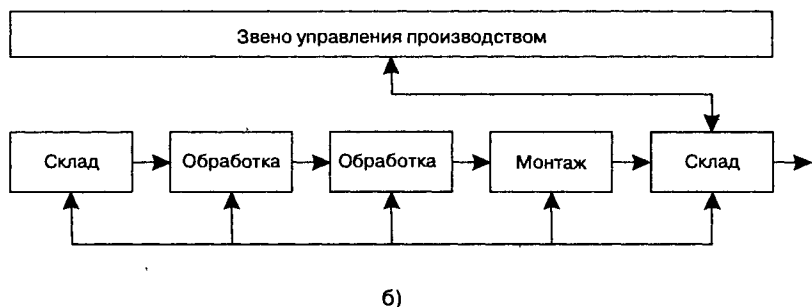 Звено управления производством
Склад
Обработка
Обработка
Монтаж
Склад
б)